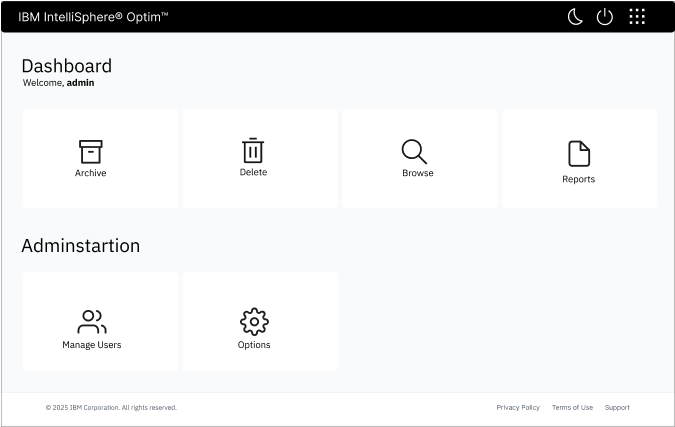 IBM IntelliSphere® Optim™
Dashboard
Welcome, admin
Archive
Delete
Browse
Reports
Adminstartion
Manage Users
Options
© 2025 IBM Corporation. All rights reserved.
Privacy Policy
Terms of Use
Support